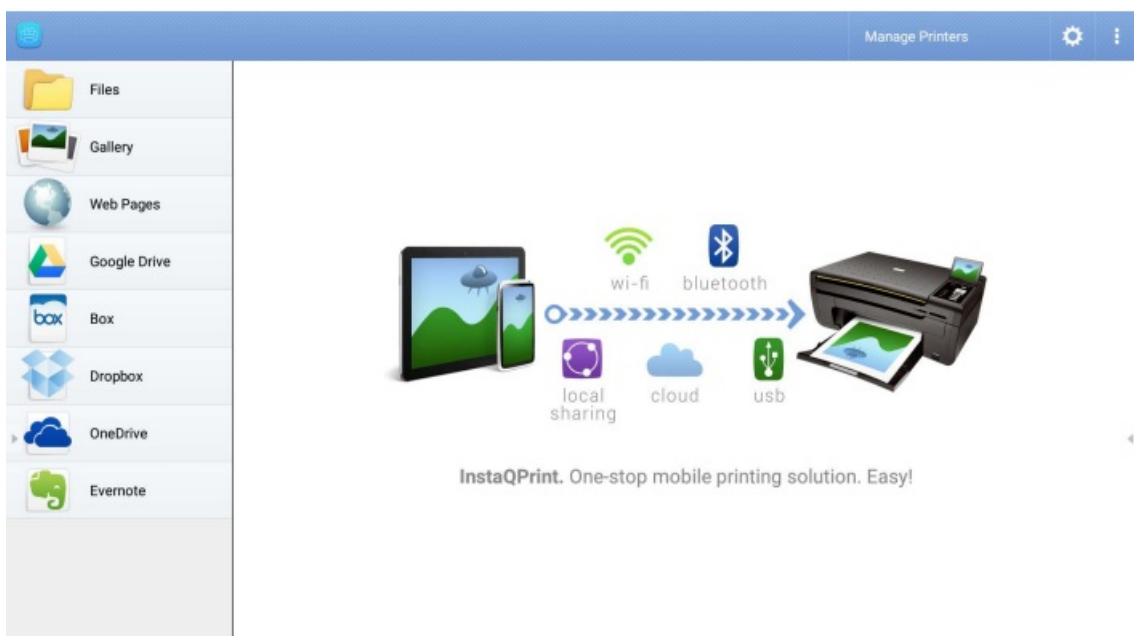 Manage Printers
Files
Gallery
Web Pages
Google Drive
box
Box
Dropbox
OneDrive
Evernote
wi-fi
bluetooth
local
sharing
cloud
usb
InstaQPrint. One-stop mobile printing solution. Easy!